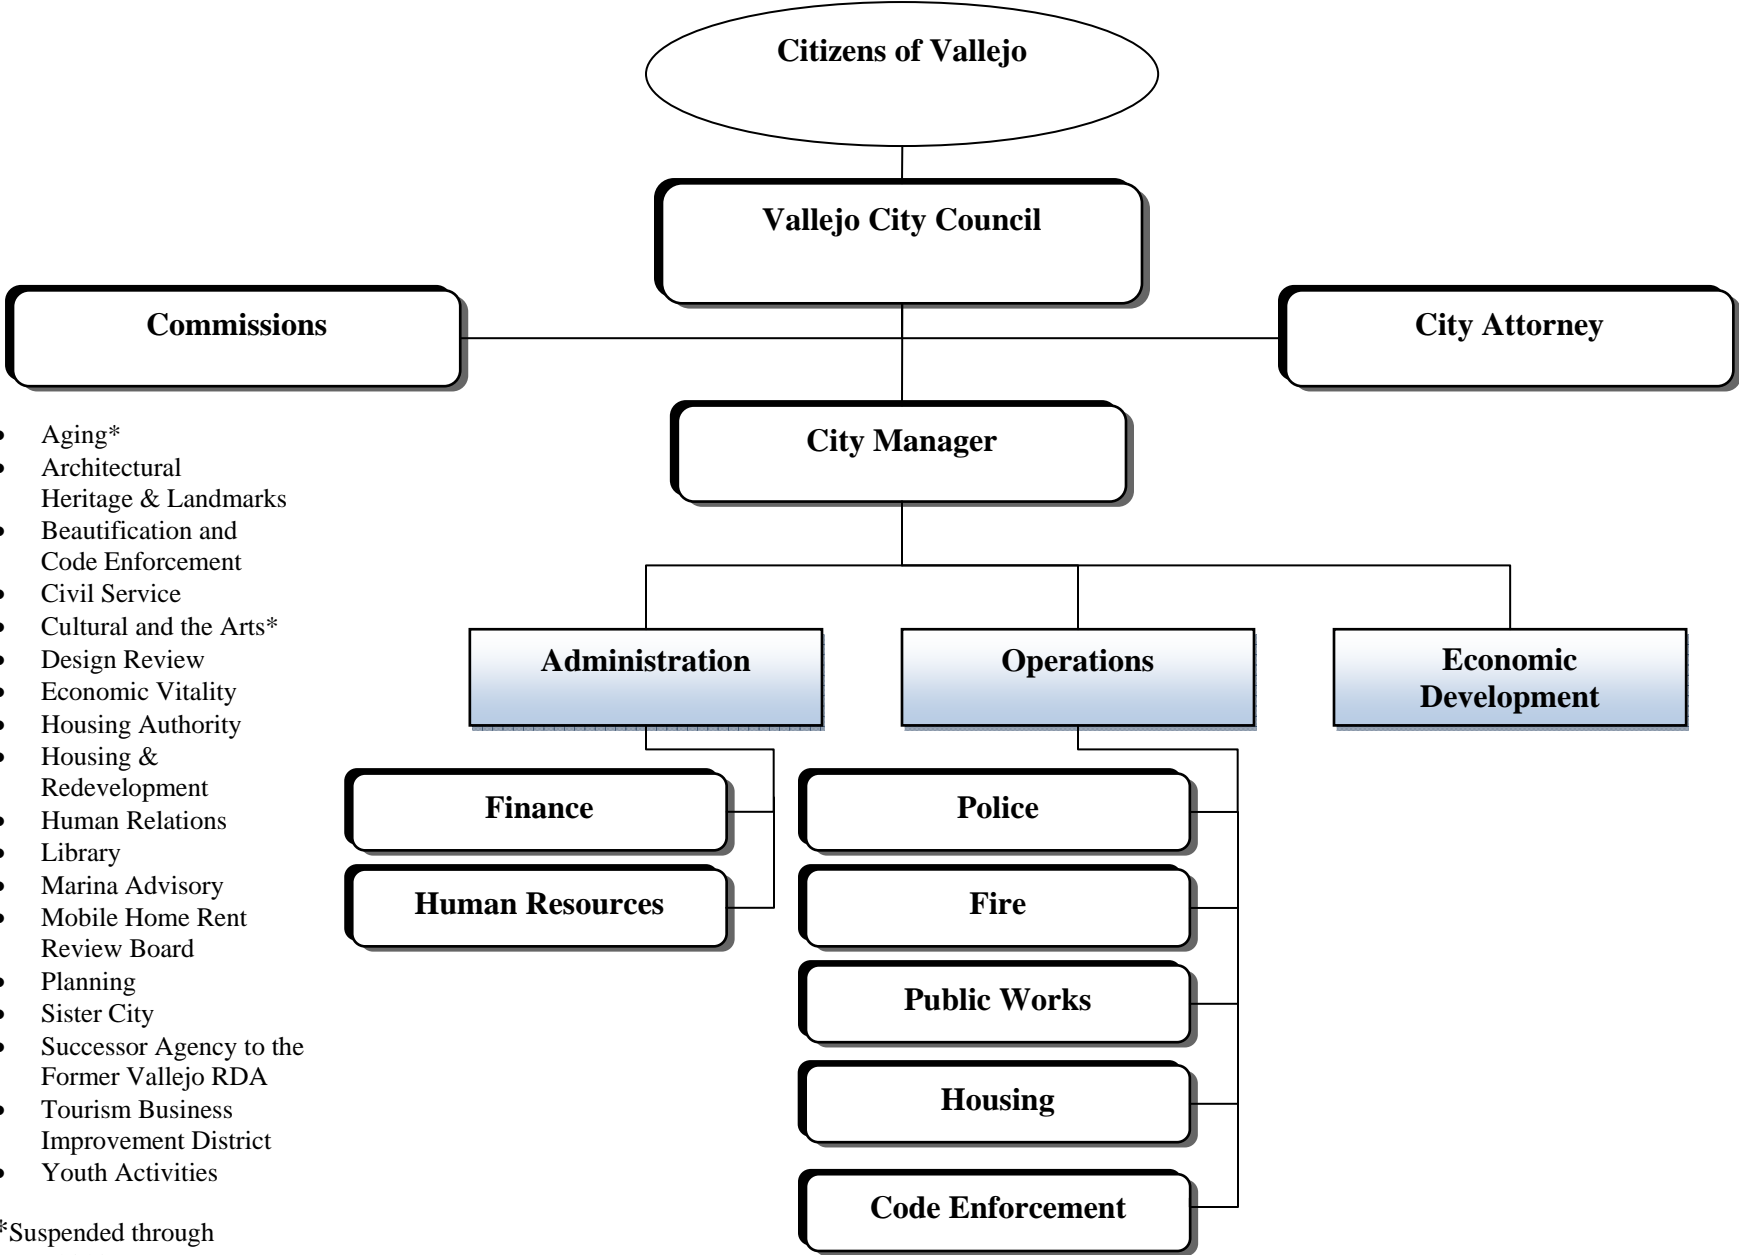 Citizens of Vallejo
Vallejo City Council
Commissions
City Attorney
City Manager
• Aging*
• Architectural
Heritage & Landmarks
• Beautification and
Code Enforcement
• Civil Service
• Cultural and the Arts*
• Design Review
• Economic Vitality
• Housing Authority
• Housing &
Redevelopment
• Human Relations
• Library
• Marina Advisory
• Mobile Home Rent
Review Board
• Planning
• Sister City
• Successor Agency to the
Former Vallejo RDA
• Tourism Business
Improvement District
• Youth Activities
*Suspended through
Administration
Operations
Economic
Development
Finance
Human Resources
Police
Fire
Public Works
Housing
Code Enforcement